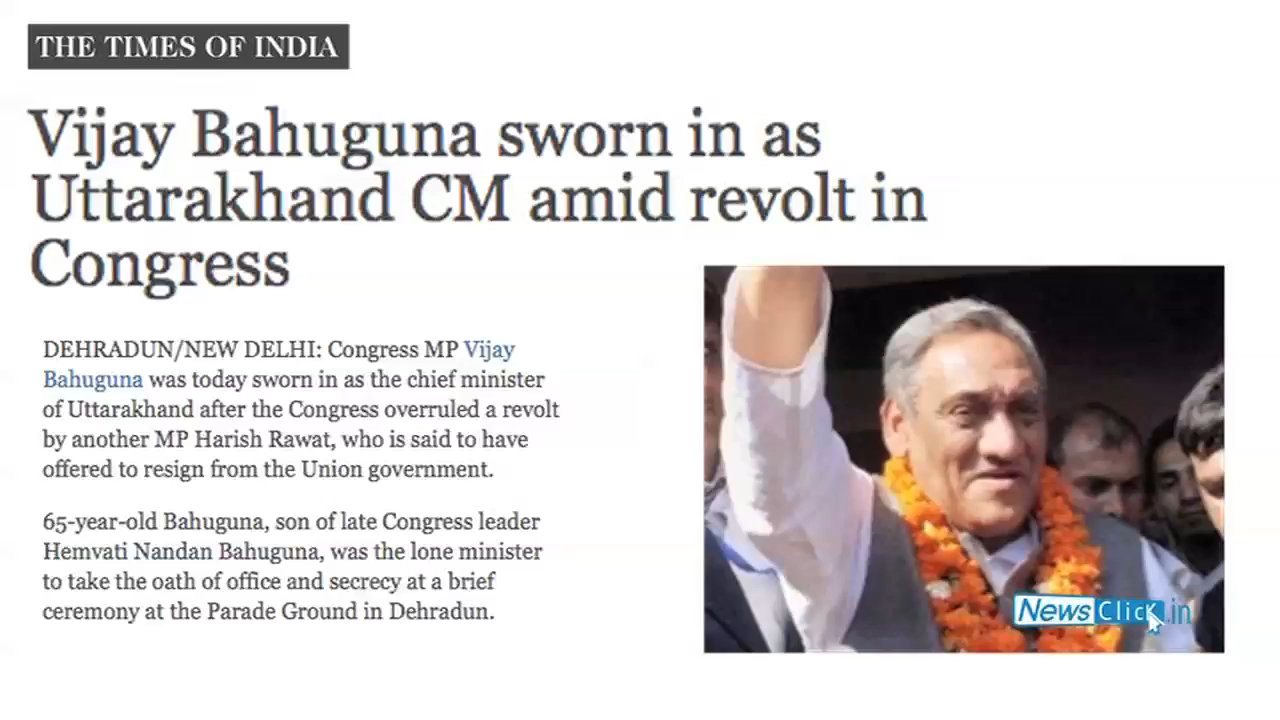 THE TIMES OF INDIA
Vijay Bahuguna sworn in as
Uttarakhand CM amid revolt in
Congress
DEHRADUN/NEW DELHI: Congress MP Vijay
Bahuguna was today sworn in as the chief minister
of Uttarakhand after the Congress overruled a revolt
by another MP Harish Rawat, who is said to have
offered to resign from the Union government.
65-year-old Bahuguna, son of late Congress leader
Hemvati Nandan Bahuguna, was the lone minister
to take the oath of office and secrecy at a brief
ceremony at the Parade Ground in Dehradun.
NewsClick.in